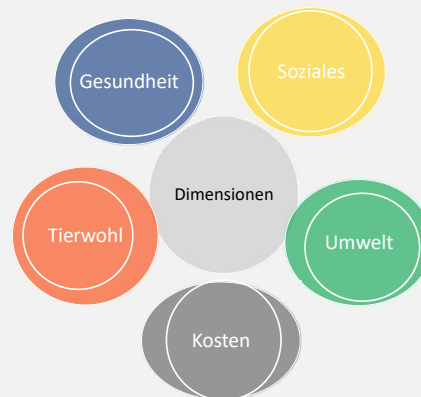 Gesundheit
Soziales
Dimensionen
Tierwohl
Umwelt
Kosten